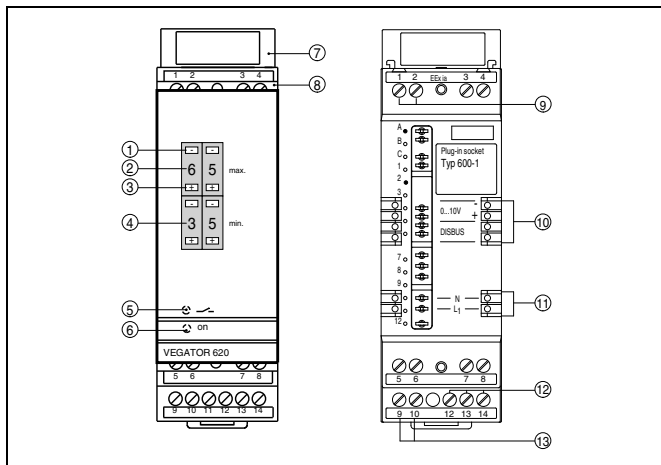 1 2 3 4
7
8
1
-
-
2
6 5 max.
3
+
+
-
-
4
3 5 min.
+
+
5
6
on
VEGATOR 620
5 6 7 8
9 10 11 12 13 14
1 2 EEx ia 3 4
9
A
B
C
1
2
3
Plug-in socket
Typ 600-1
0...10V - +
DISBUS
10
7
8
9
N
L1
11
12
5 6 7 8
12
9 10 12 13 14
13